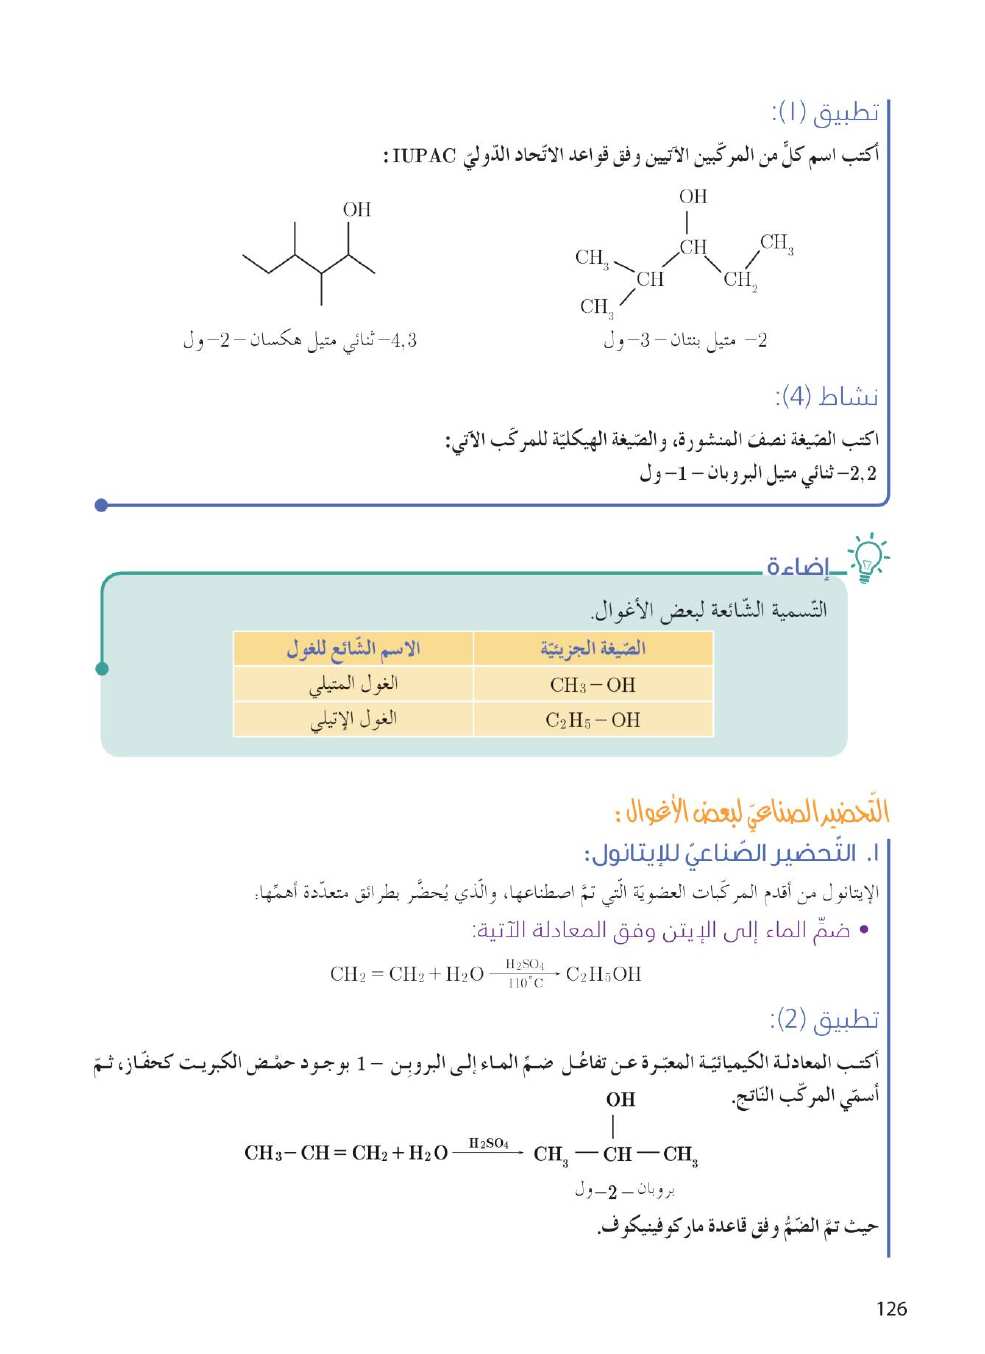 تطبيق (1):
أكتب اسم كلٍّ من المركّبين الآتيين وفق قواعد الاتّحاد الدّوليّ IUPAC:
OH
CH CH₃
CH₃
CH CH₂
CH₃
2- متيل بنتان – 3– ول
OH
4,3– ثنائي متيل هكسان – 2– ول
نشاط (4):
اكتب الصّيغة نصفَ المنشورة، والصّيغة الهيكليّة للمركَب الآتي:
2,2– ثنائي متيل البروبان – 1– ول
إضاءة
التّسمية الشّائعة لبعض الأغوال.
الصّيغة الجزيئيّة الاسم الشّائع للغول
CH₃ – OH الغول المتيلي
C₂H₅ – OH الغول الإتيلي
التّحضير الصناعيّ لبعض الأغوال:
1. التّحضير الصّناعيّ للإيتانول:
الإيتانول من أقدم المركّبات العضويّة الّتي تمَّ اصطناعها، والّذي يُحضَّر بطرائق متعدّدة أهمِّها:
• ضمُّ الماء إلى الإيتن وفق المعادلة الآتية:
CH₂ = CH₂ + H₂O H₂SO₄ 110°C → C₂H₅OH
تطبيق (2):
أكتب المعادلة الكيميائيّة المعبّرة عن تفاعُل ضمِّ الماء إلى البروبِن – 1 بوجود حمْض الكبريت كحفّاز، ثمّ
أسمّي المركّب النّاتج.
OH
CH₃ – CH = CH₂ + H₂O H₂SO₄ → CH₃ — CH — CH₃
بروبان – 2– ول
حيث تمَّ الضّمُّ وفق قاعدة ماركوفينيكوف.
126